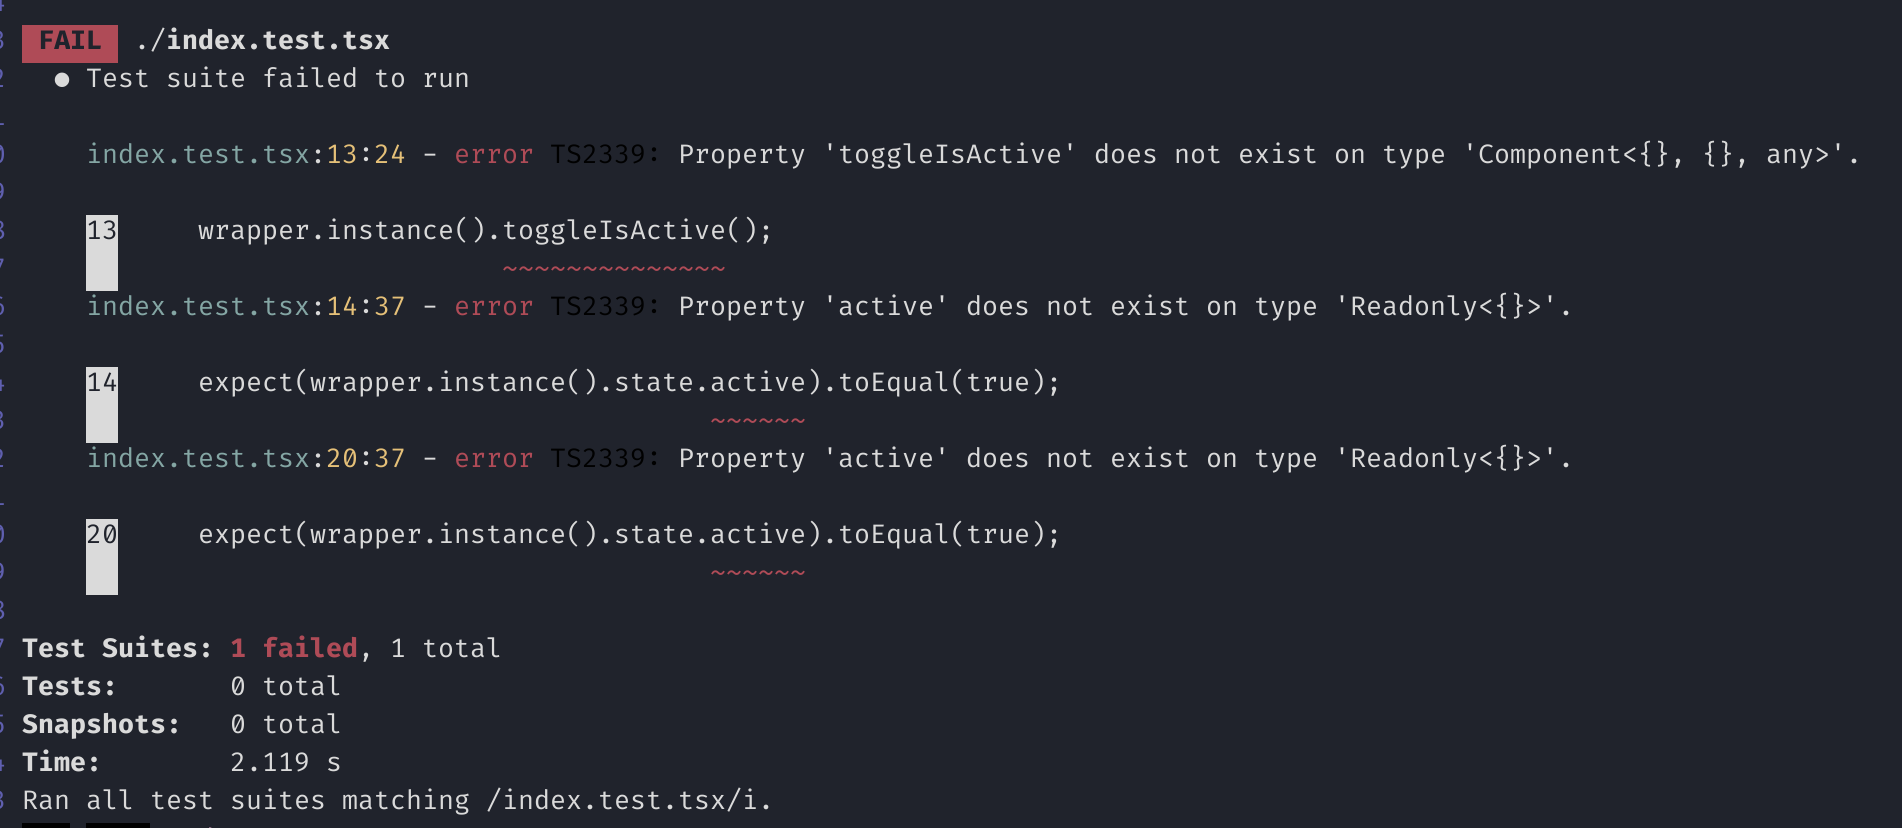 FAIL ./index.test.tsx
● Test suite failed to run
index.test.tsx:13:24 - error TS2339: Property 'toggleIsActive' does not exist on type 'Component<{}, {}, any>'.
13 wrapper.instance().toggleIsActive();
~~~~~~~~~~~~~~
index.test.tsx:14:37 - error TS2339: Property 'active' does not exist on type 'Readonly<{}>'.
14 expect(wrapper.instance().state.active).toEqual(true);
~~~~~~
index.test.tsx:20:37 - error TS2339: Property 'active' does not exist on type 'Readonly<{}>'.
20 expect(wrapper.instance().state.active).toEqual(true);
~~~~~~
Test Suites: 1 failed, 1 total
Tests: 0 total
Snapshots: 0 total
Time: 2.119 s
Ran all test suites matching /index.test.tsx/i.